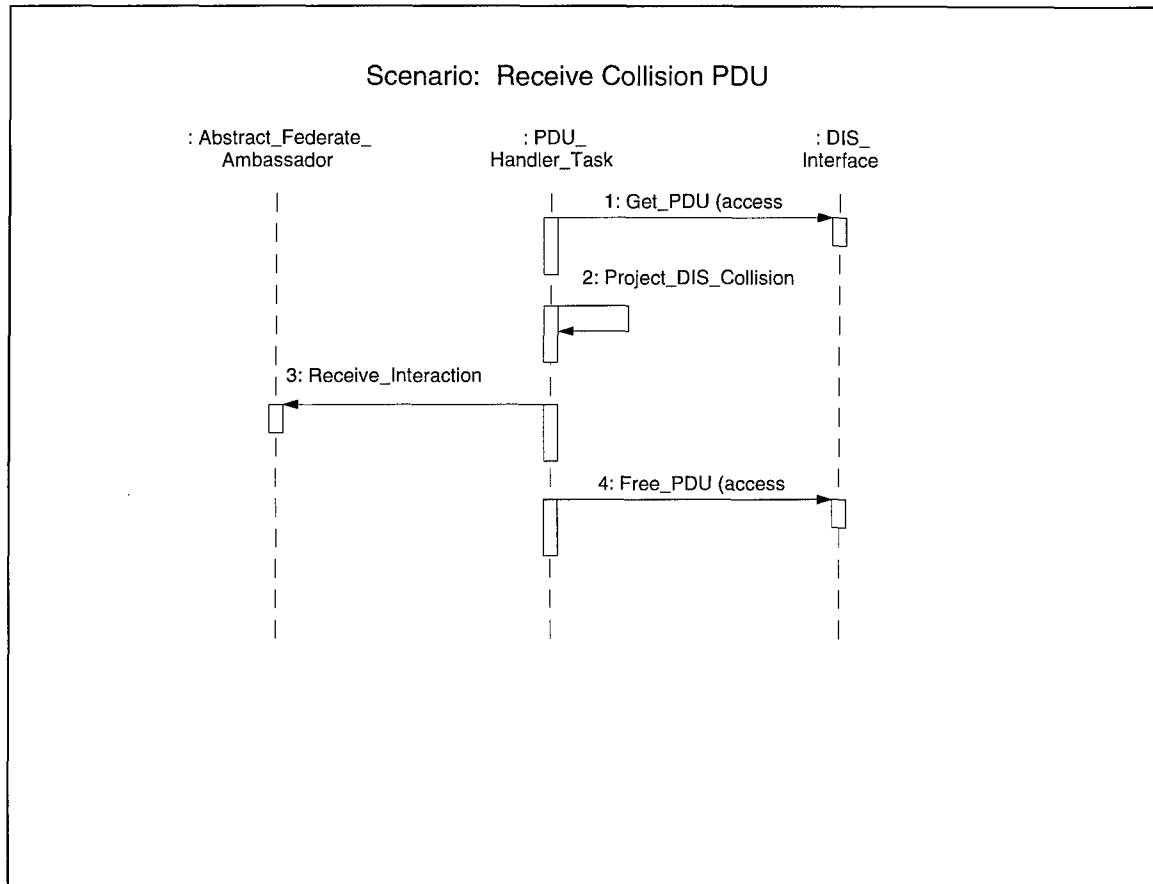 Scenario: Receive Collision PDU
: Abstract_Federate_
Ambassador
: PDU_
Handler_Task
: DIS_
Interface
1: Get_PDU (access
2: Project_DIS_Collision
3: Receive_Interaction
4: Free_PDU (access